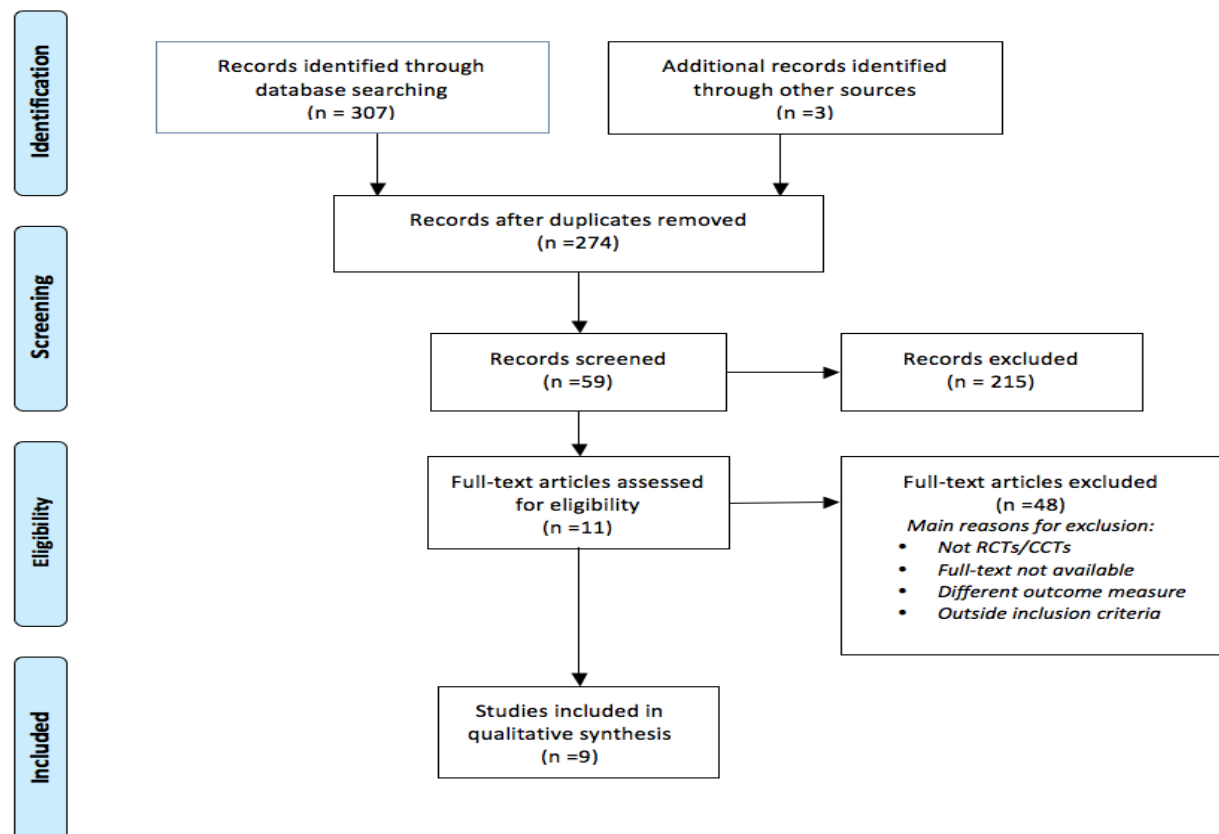 Identification
Records identified through
database searching
(n = 307)
Additional records identified
through other sources
(n =3)
Records after duplicates removed
(n =274)
Screening
Records screened
(n =59)
Records excluded
(n = 215)
Eligibility
Full-text articles assessed
for eligibility
(n =11)
Full-text articles excluded
(n =48)
Main reasons for exclusion:
• Not RCTs/CCTs
• Full-text not available
• Different outcome measure
• Outside inclusion criteria
Included
Studies included in
qualitative synthesis
(n =9)